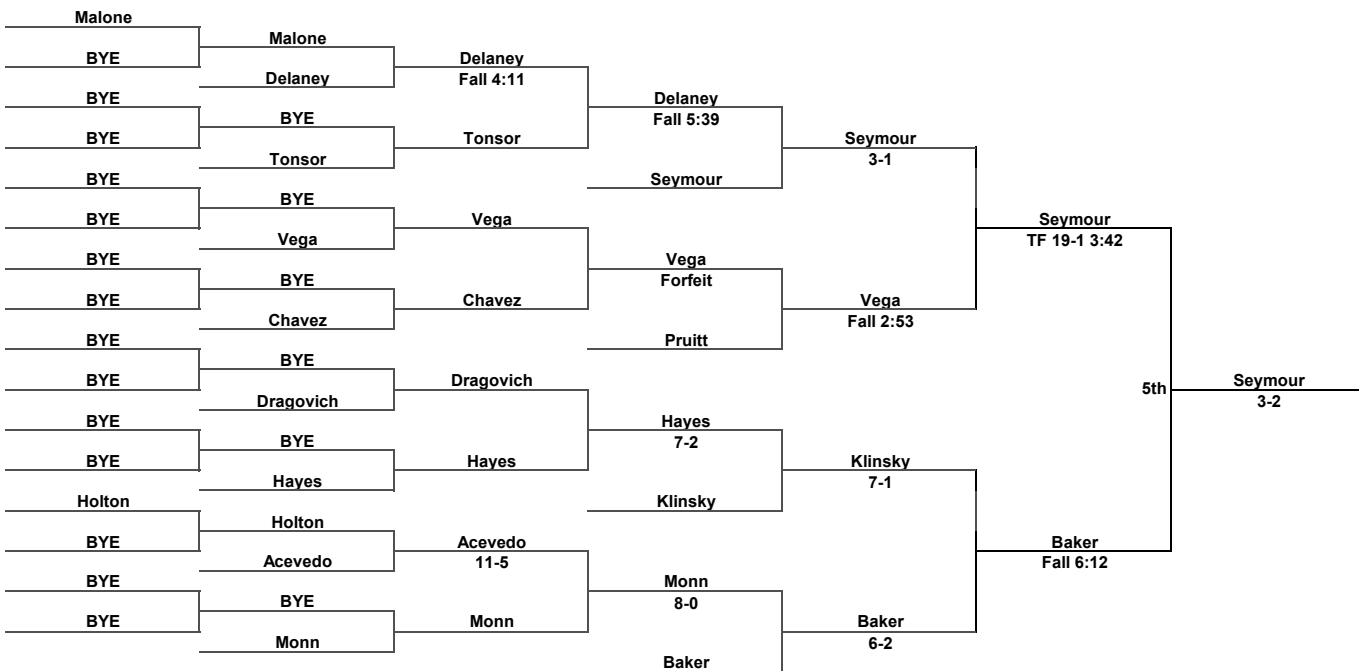 Malone
BYE
BYE
BYE
BYE
BYE
BYE
BYE
BYE
BYE
BYE
BYE
Holton
BYE
BYE
BYE
Malone
Delaney
BYE
Tonsor
BYE
Vega
BYE
Chavez
BYE
Dragovich
BYE
Hayes
Holton
Acevedo
BYE
Monn
Delaney
Fall 4:11
Tonsor
Vega
Chavez
Dragovich
Hayes
Acevedo
11-5
Monn
Delaney
Fall 5:39
Seymour
Vega
Forfeit
Pruitt
Hayes
7-2
Klinsky
Monn
8-0
Baker
Seymour
3-1
Vega
Fall 2:53
Klinsky
7-1
Baker
6-2
Seymour
TF 19-1 3:42
Baker
Fall 6:12
5th
Seymour
3-2